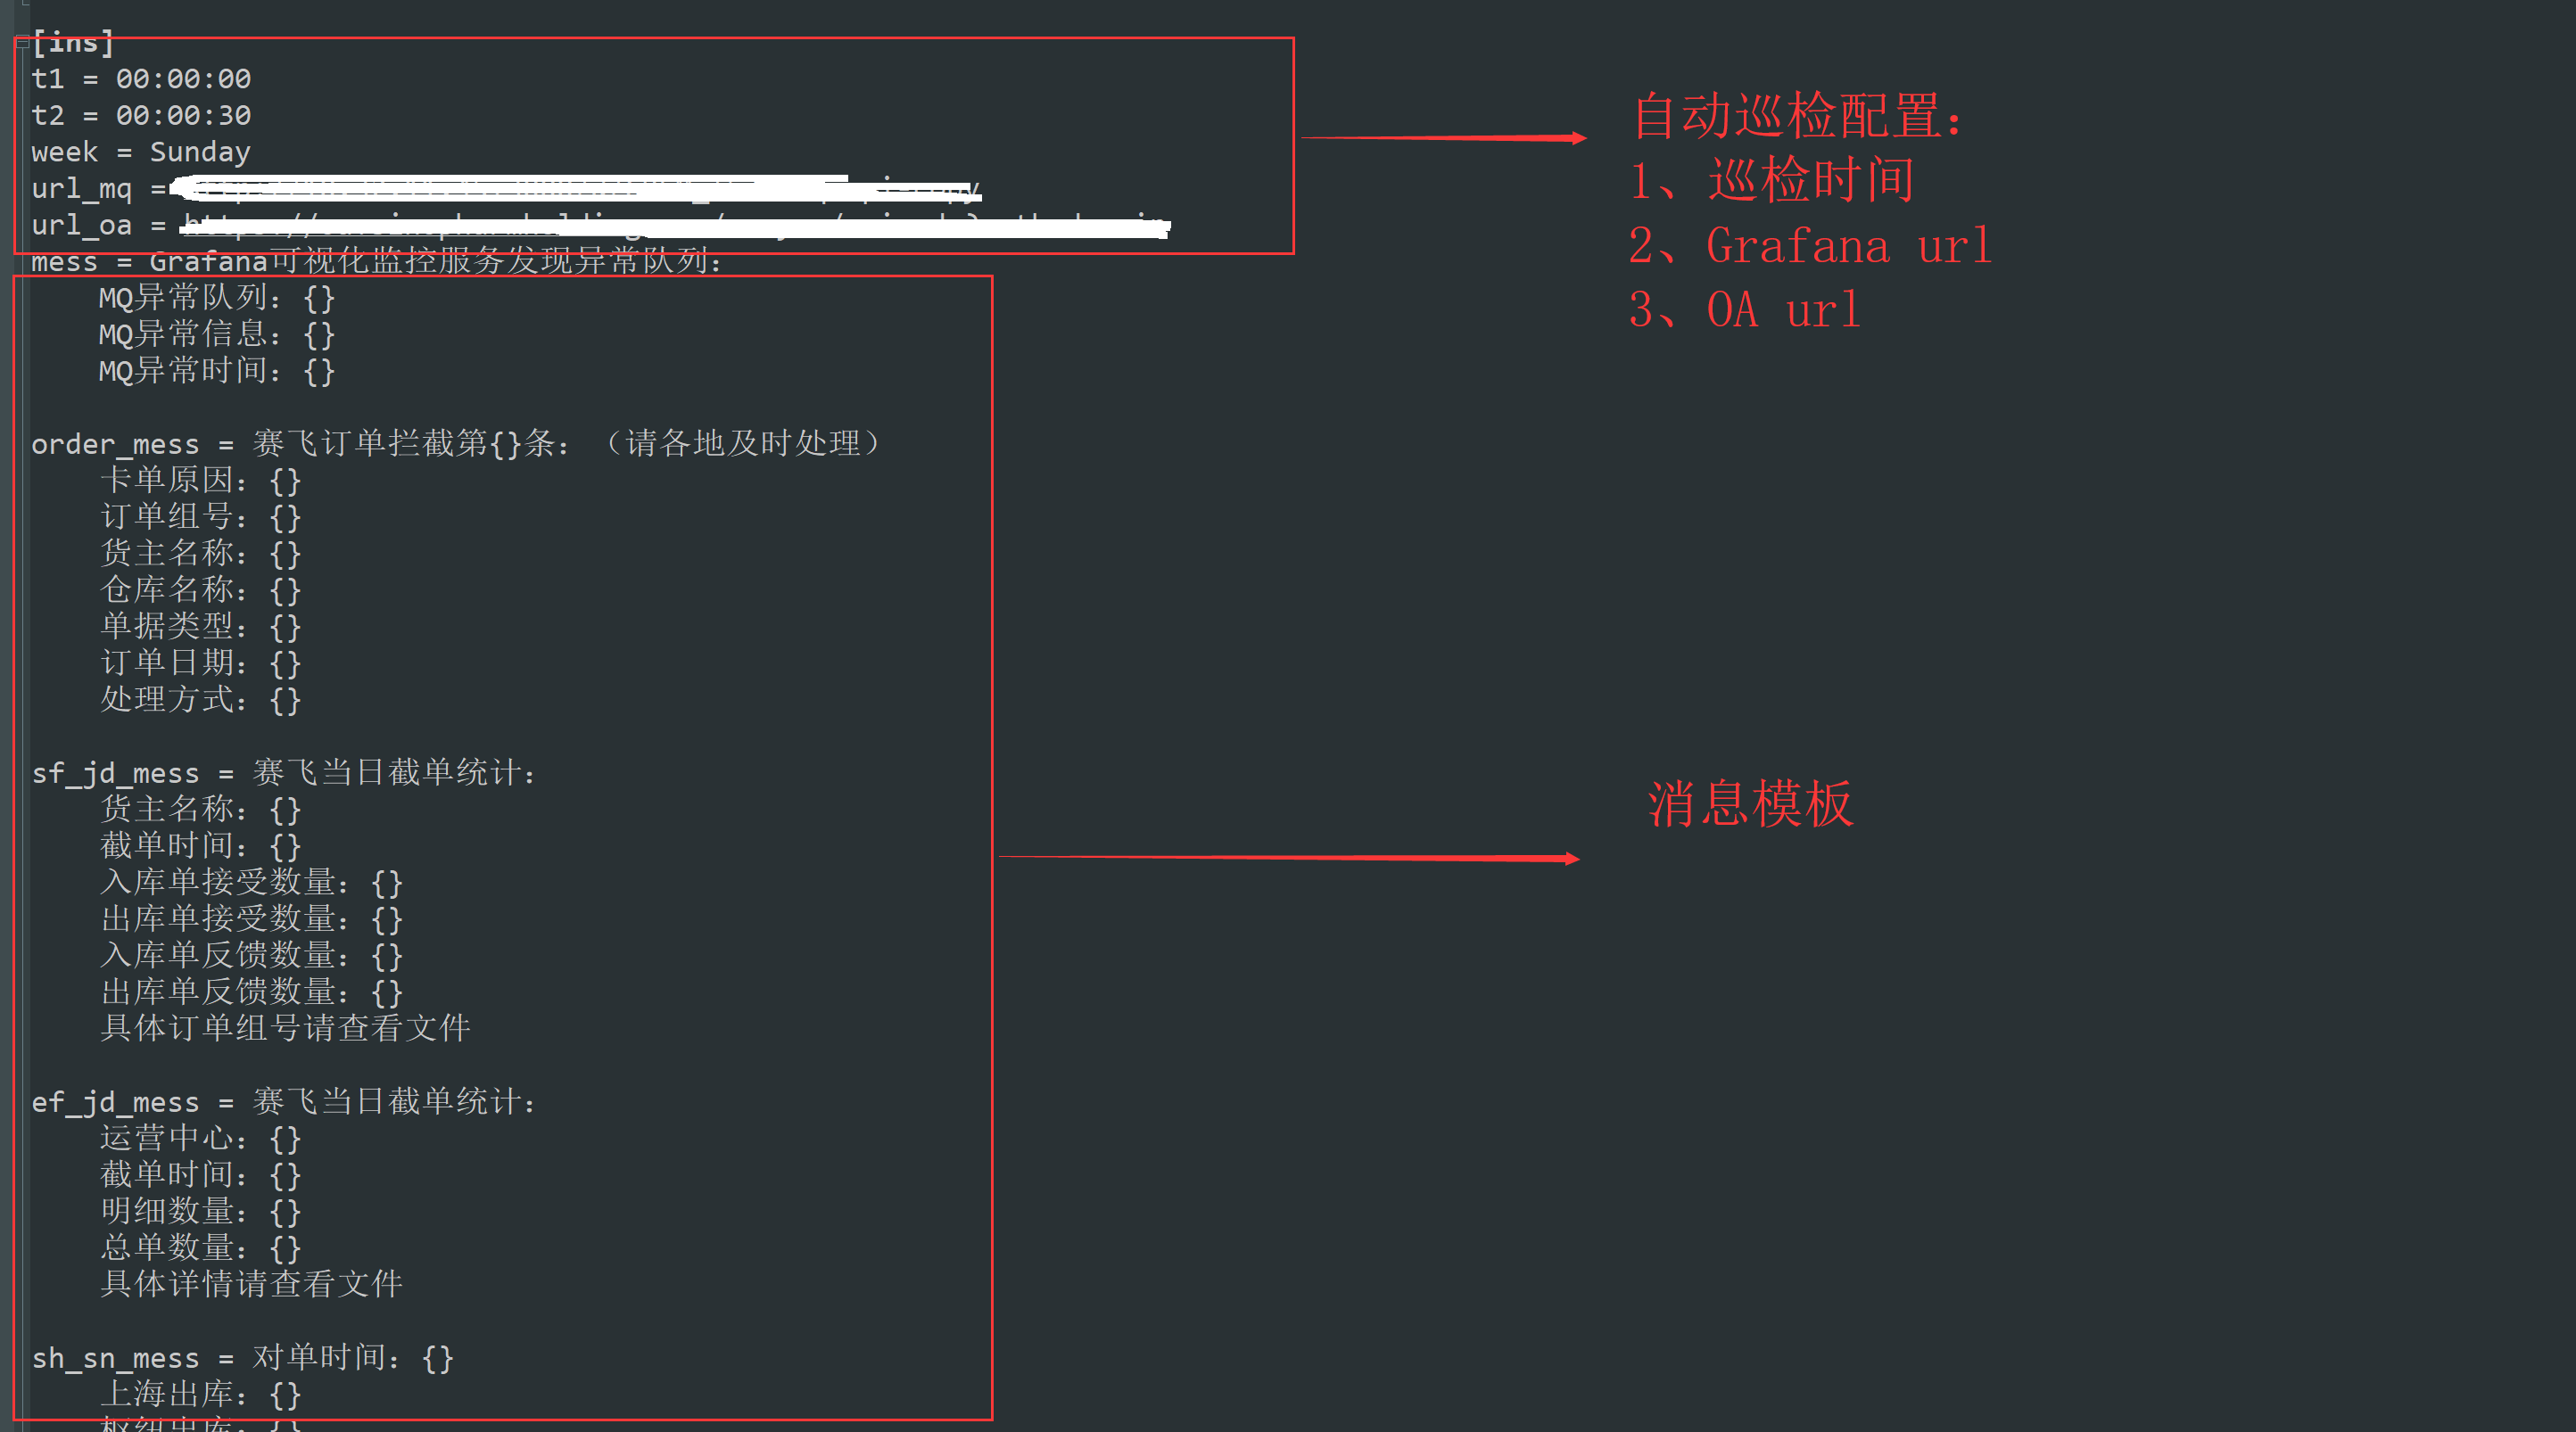 [ins]
t1 = 00:00:00
t2 = 00:00:30
week = Sunday
url_mq =
url_oa =
mess = Grafana可视化监控服务发现异常队列：
MQ异常队列：{}
MQ异常信息：{}
MQ异常时间：{}
order_mess = 赛飞订单拦截第{}条：（请各地及时处理）
卡单原因：{}
订单组号：{}
货主名称：{}
仓库名称：{}
单据类型：{}
订单日期：{}
处理方式：{}
sf_jd_mess = 赛飞当日截单统计：
货主名称：{}
截单时间：{}
入库单接受数量：{}
出库单接受数量：{}
入库单反馈数量：{}
出库单反馈数量：{}
具体订单组号请查看文件
ef_jd_mess = 赛飞当日截单统计：
运营中心：{}
截单时间：{}
明细数量：{}
总单数量：{}
具体详情请查看文件
sh_sn_mess = 对单时间：{}
上海出库：{}
枢纽出库：{}
自动巡检配置：
1、巡检时间
2、Grafana url
3、OA url
消息模板